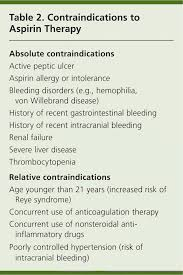 Table 2. Contraindications to
Aspirin Therapy
Absolute contraindications
Active peptic ulcer
Aspirin allergy or intolerance
Bleeding disorders (e.g., hemophilia,
von Willebrand disease)
History of recent gastrointestinal bleeding
History of recent intracranial bleeding
Renal failure
Severe liver disease
Thrombocytopenia
Relative contraindications
Age younger than 21 years (increased risk of
Reye syndrome)
Concurrent use of anticoagulation therapy
Concurrent use of nonsteroidal anti-
inflammatory drugs
Poorly controlled hypertension (risk of
intracranial bleeding)